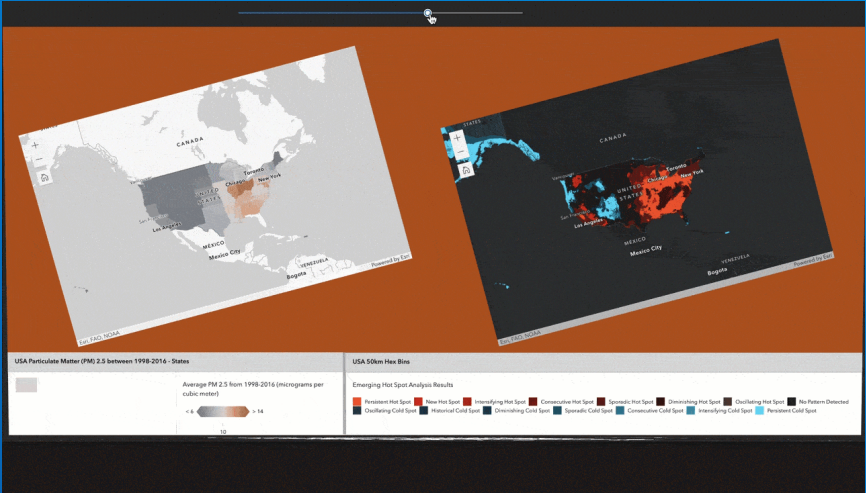 CANADA
Toronto
Chicago
New York
UNITED
STATES
Los Angeles
MEXICO
Mexico City
VENEZUELA
Bogota
Powered by Esri
Esri, FAO, NOAA
STATES
CANADA
Vancouver
Toronto
Chicago
New York
UNITED
STATES
San Francisco
Los Angeles
MEXICO
Mexico City
VENEZUELA
Bogota
Powered by Esri
Esri, FAO, NOAA
USA Particulate Matter (PM) 2.5 between 1998-2016 - States
Average PM 2.5 from 1998-2016 (micrograms per
cubic meter)
< 6
> 14
10
USA 50km Hex Bins
Emerging Hot Spot Analysis Results
Persistent Hot Spot New Hot Spot Intensifying Hot Spot Consecutive Hot Spot Sporadic Hot Spot Diminishing Hot Spot Oscillating Hot Spot No Pattern Detected
Oscillating Cold Spot Historical Cold Spot Diminishing Cold Spot Sporadic Cold Spot Consecutive Cold Spot Intensifying Cold Spot Persistent Cold Spot